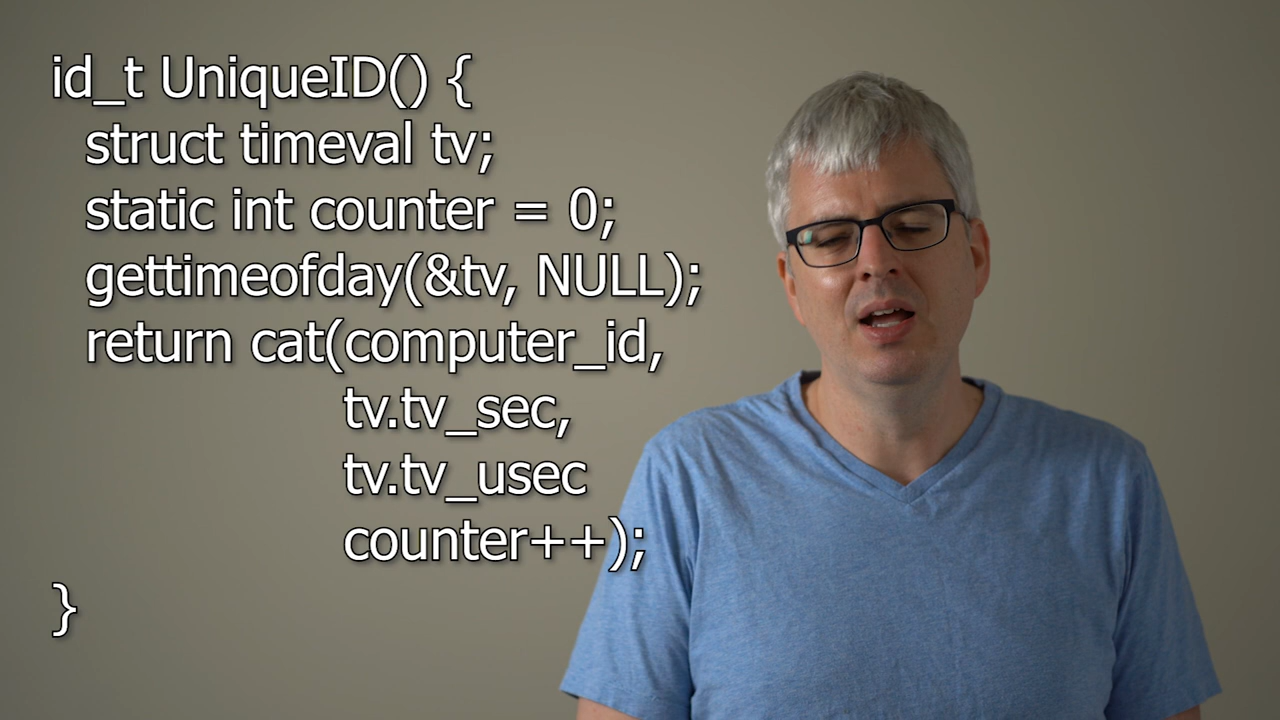 id_t UniqueID() {
struct timeval tv;
static int counter = 0;
gettimeofday(&tv, NULL);
return cat(computer_id,
tv.tv_sec,
tv.tv_usec
counter++);
}